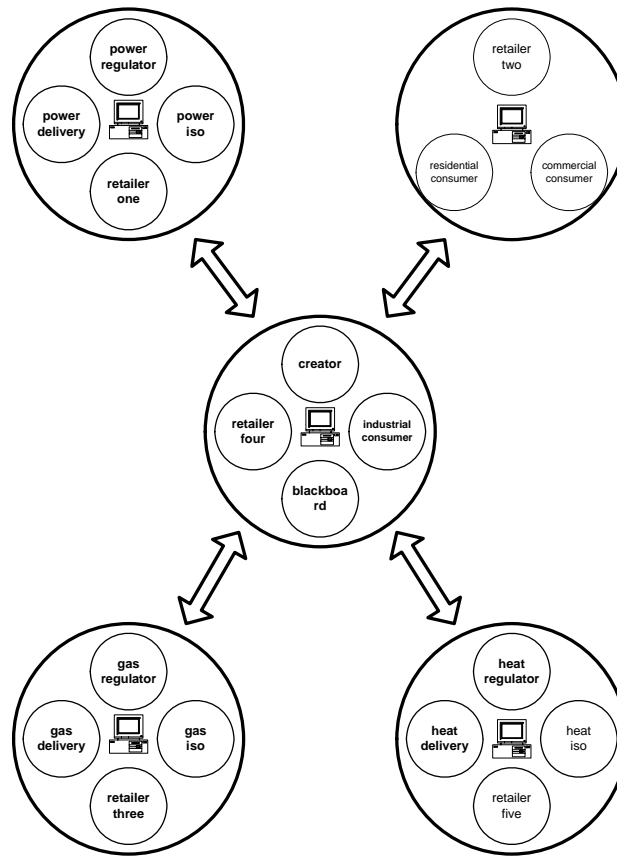 power
regulator
power
delivery
power
iso
retailer
one
retailer
two
residential
consumer
commercial
consumer
creator
retailer
four
industrial
consumer
blackboa
rd
gas
regulator
gas
delivery
gas
iso
retailer
three
heat
regulator
heat
delivery
heat
iso
retailer
five